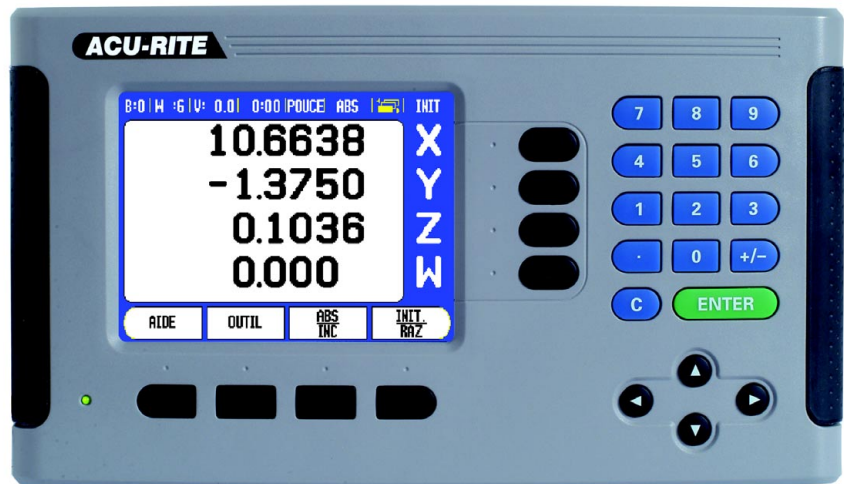 ACU-RITE
B:0 | W :G | V: 0.0 | 0:00 | POUCE | ABS | INIT
10.6638 X
-1.3750 Y
0.1036 Z
0.000 W
AIDE OUTIL ABS INIT.
INC RAZ
7 8 9
4 5 6
1 2 3
. 0 +/-
C ENTER